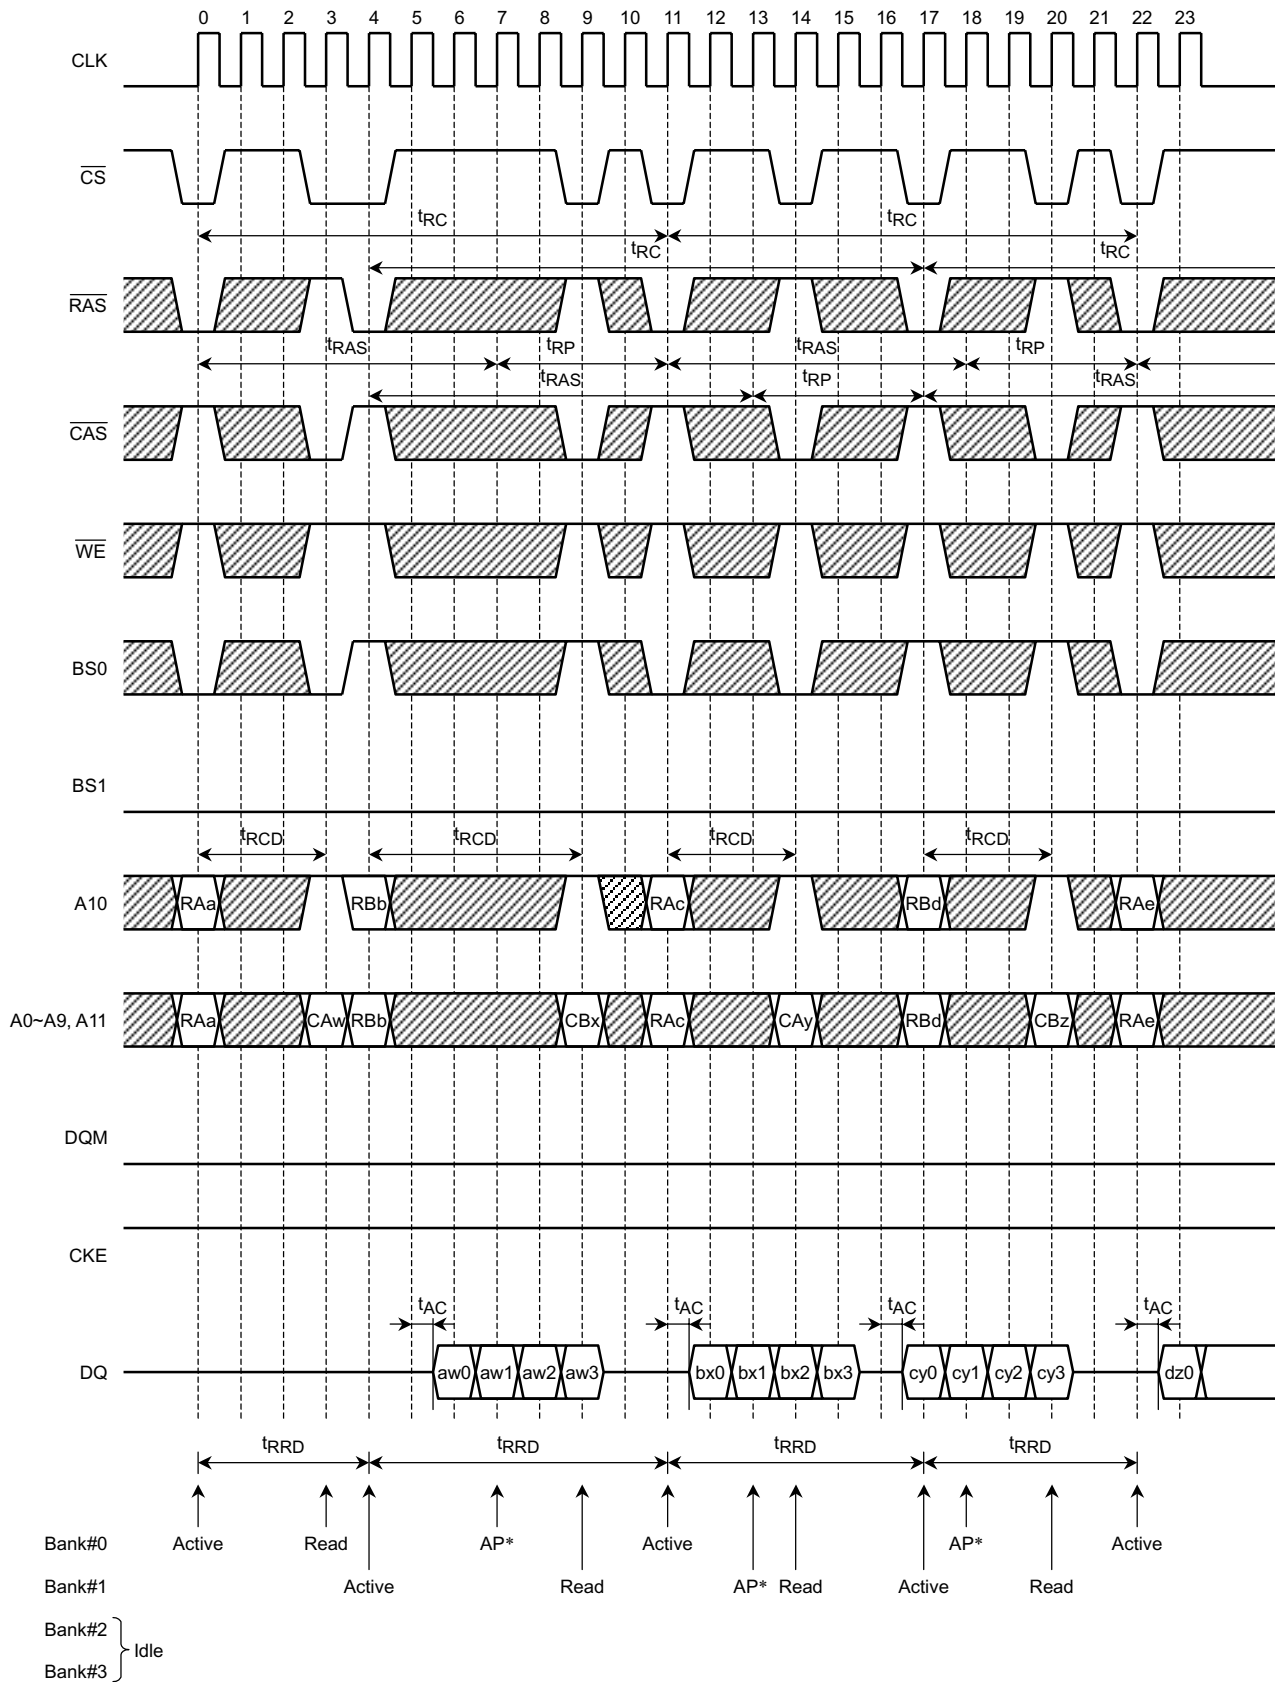 0 1 2 3 4 5 6 7 8 9 10 11 12 13 14 15 16 17 18 19 20 21 22 23
CLK
CS
tRC tRC
tRC tRC
RAS
tRAS tRP tRAS tRP
tRAS tRP tRAS
CAS
WE
BS0
BS1
tRCD tRCD tRCD tRCD
A10 RAa RBb RAc RBd RAe
A0~A9, A11 RAa CAw RBb CBx RAc CAy RBd CBz RAe
DQM
CKE
tAC tAC tAC tAC
DQ aw0 aw1 aw2 aw3 bx0 bx1 bx2 bx3 cy0 cy1 cy2 cy3 dz0
tRRD tRRD tRRD tRRD
Bank#0 Active Read AP* Active AP* Active
Bank#1 Active Read AP* Read Active Read
Bank#2
Idle
Bank#3